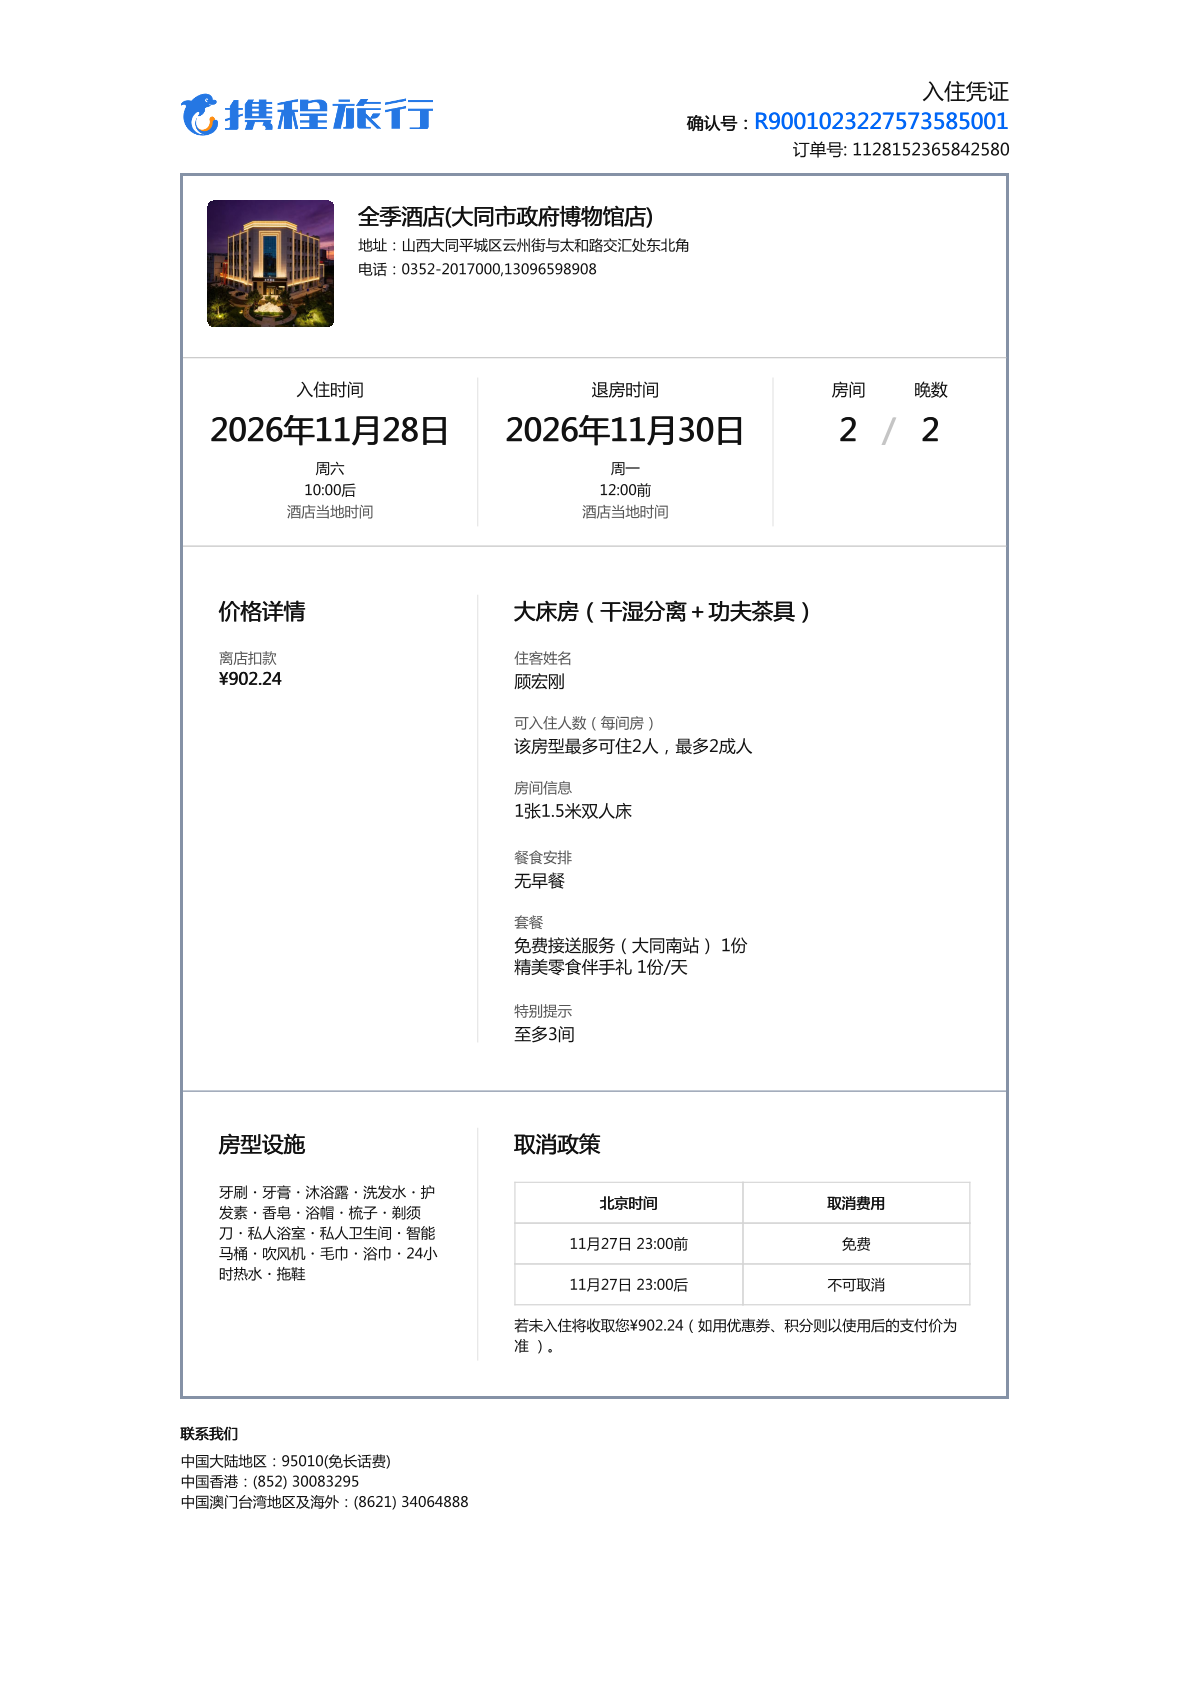 携程旅行
入住凭证
确认号：R9001023227573585001
订单号: 1128152365842580
全季酒店(大同市政府博物馆店)
地址：山西大同平城区云州街与太和路交汇处东北角
电话：0352-2017000,13096598908
入住时间
2026年11月28日
周六
10:00后
酒店当地时间
退房时间
2026年11月30日
周一
12:00前
酒店当地时间
房间 晚数
2 / 2
价格详情
离店扣款
¥902.24
大床房（干湿分离＋功夫茶具）
住客姓名
顾宏刚
可入住人数（每间房）
该房型最多可住2人，最多2成人
房间信息
1张1.5米双人床
餐食安排
无早餐
套餐
免费接送服务（大同南站） 1份
精美零食伴手礼 1份/天
特别提示
至多3间
房型设施
牙刷・牙膏・沐浴露・洗发水・护
发素・香皂・浴帽・梳子・剃须
刀・私人浴室・私人卫生间・智能
马桶・吹风机・毛巾・浴巾・24小
时热水・拖鞋
取消政策
北京时间 取消费用
11月27日 23:00前 免费
11月27日 23:00后 不可取消
若未入住将收取您¥902.24（如用优惠券、积分则以使用后的支付价为
准 ）。
联系我们
中国大陆地区：95010(免长话费)
中国香港：(852) 30083295
中国澳门台湾地区及海外：(8621) 34064888